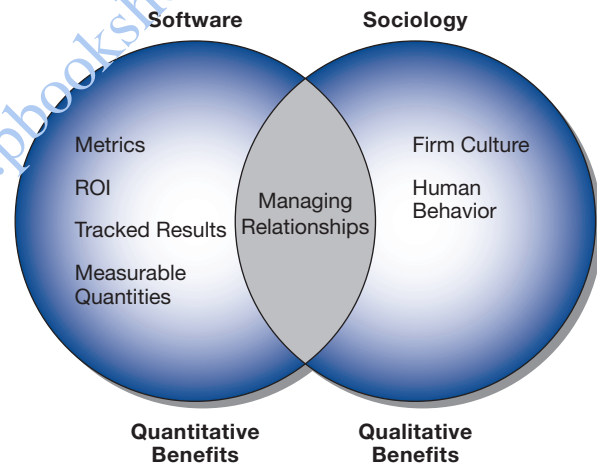 Software
Sociology
Metrics
ROI
Tracked Results
Measurable
Quantities
Managing
Relationships
Firm Culture
Human
Behavior
Quantitative
Benefits
Qualitative
Benefits